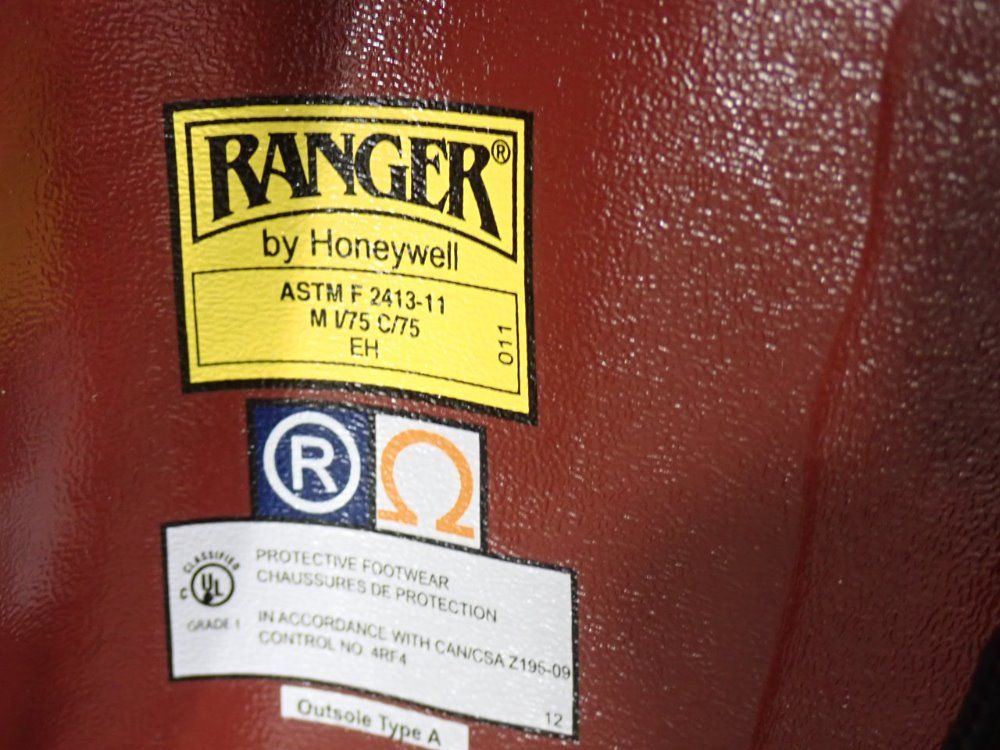 RANGER®
by Honeywell
ASTM F 2413-11
M I/75 C/75
EH
011
R Ω
CLASSIFIED
C UL
GRADE 1
PROTECTIVE FOOTWEAR
CHAUSSURES DE PROTECTION
IN ACCORDANCE WITH CAN/CSA Z195-09
CONTROL NO. 4RF4
12
Outsole Type A